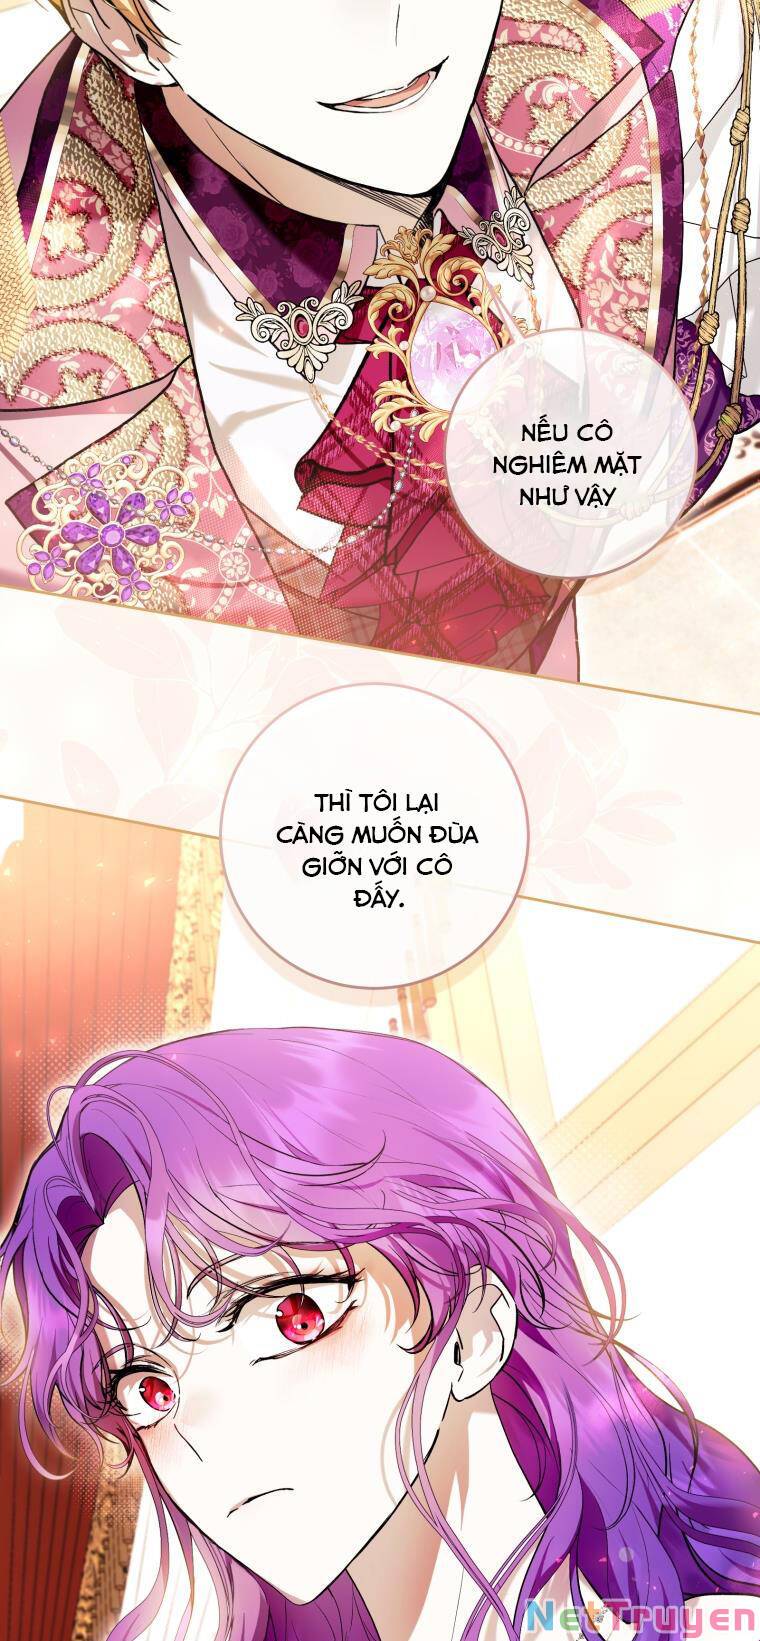 NẾU CÔ
NGHIÊM MẶT
NHƯ VẬY
THÌ TÔI LẠI
CÀNG MUỐN ĐÙA
GIỠN VỚI CÔ
ĐẤY.
NetTruyen